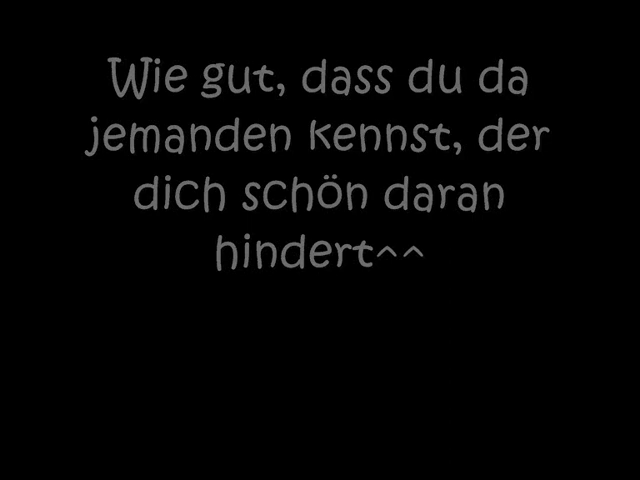 Wie gut, dass du da
jemanden kennst, der
dich schön daran
hindert^^